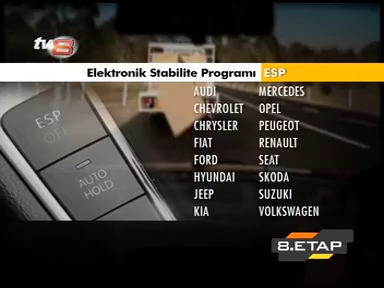 tv8
Elektronik Stabilite Programı ESP
AUDI MERCEDES
CHEVROLET OPEL
CHRYSLER PEUGEOT
FIAT RENAULT
FORD SEAT
HYUNDAI SKODA
JEEP SUZUKI
KIA VOLKSWAGEN
ESP
OFF
AUTO
HOLD
8.ETAP